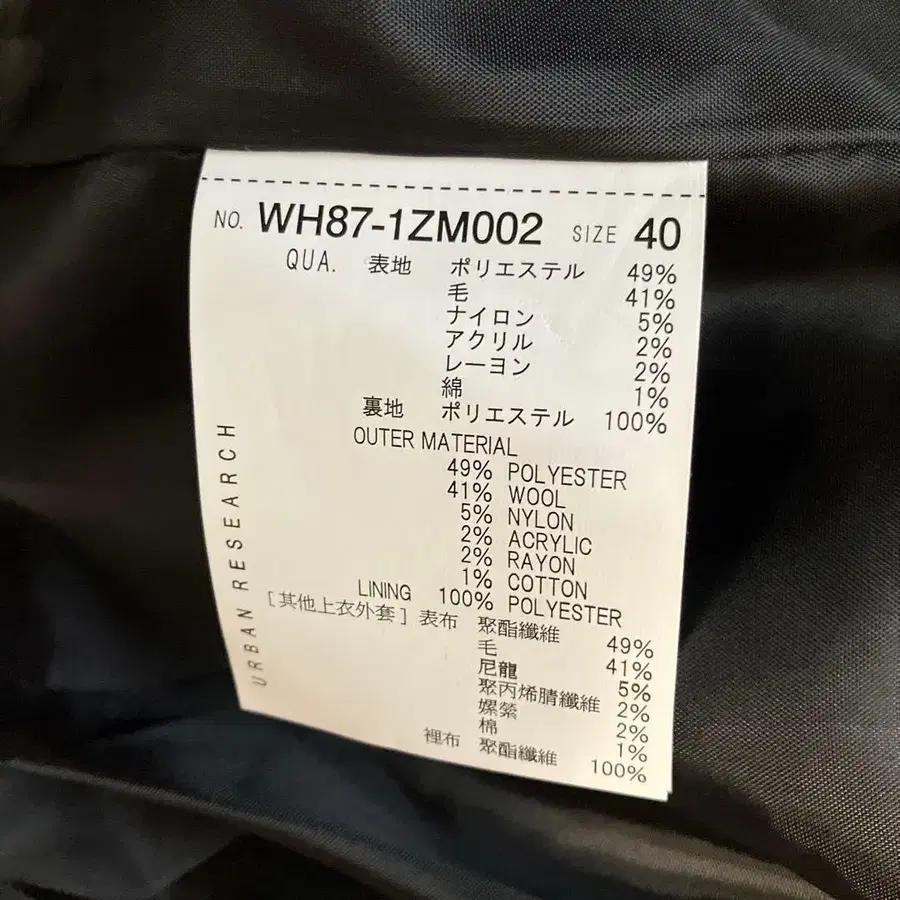 NO. WH87-1ZM002 SIZE 40
QUA. 表地 ポリエステル 49%
毛 41%
ナイロン 5%
アクリル 2%
レーヨン 2%
綿 1%
裏地 ポリエステル 100%
OUTER MATERIAL
49% POLYESTER
41% WOOL
5% NYLON
2% ACRYLIC
2% RAYON
1% COTTON
LINING 100% POLYESTER
[其他上衣外套] 表布 聚酯纖維 49%
毛 41%
尼龍 5%
聚丙烯腈纖維 2%
嫘縈 2%
棉 1%
裡布 聚酯纖維 100%
URBAN RESEARCH